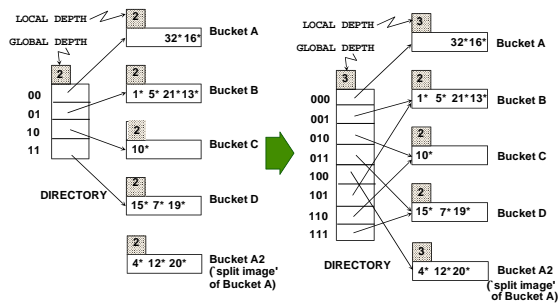 LOCAL DEPTH
GLOBAL DEPTH
2
32* 16*
Bucket A
2
00
01
10
11
DIRECTORY
2
1* 5* 21* 13*
Bucket B
2
10*
Bucket C
2
15* 7* 19*
Bucket D
2
4* 12* 20*
Bucket A2
(`split image'
of Bucket A)
LOCAL DEPTH
GLOBAL DEPTH
3
32* 16*
Bucket A
3
000
001
010
011
100
101
110
111
DIRECTORY
2
1* 5* 21* 13*
Bucket B
2
10*
Bucket C
2
15* 7* 19*
Bucket D
3
4* 12* 20*
Bucket A2
(`split image'
of Bucket A)